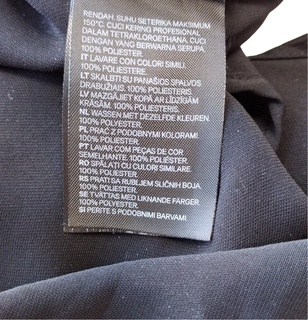 RENDAH. SUHU SETERIKA MAKSIMUM
150°C. CUCI KERING PROFESIONAL
DALAM TETRAKLOROETHANA. CUCI
DENGAN YANG BERWARNA SERUPA.
100% POLIESTER.
IT LAVARE CON COLORI SIMILI.
100% POLIESTERE.
LT SKALBTI SU PANAŠIOS SPALVOS
DRABUŽIAIS. 100% POLIESTERIS.
LV MAZGĀJIET KOPĀ AR LĪDZĪGĀM
KRĀSĀM. 100% POLIESTERIS.
NL WASSEN MET DEZELFDE KLEUREN.
100% POLYESTER.
PL PRAĆ Z PODOBNYMI KOLORAMI
100% POLIESTER.
PT LAVAR COM PEÇAS DE COR
SEMELHANTE. 100% POLIÉSTER.
RO SPĂLAȚI CU CULORI SIMILARE.
100% POLIESTER.
RS PRATI SA RUBLJEM SLIČNIH BOJA.
100% POLIESTER.
SE TVÄTTAS MED LIKNANDE FÄRGER.
100% POLYESTER.
SI PERITE S PODOBNIMI BARVAMI.